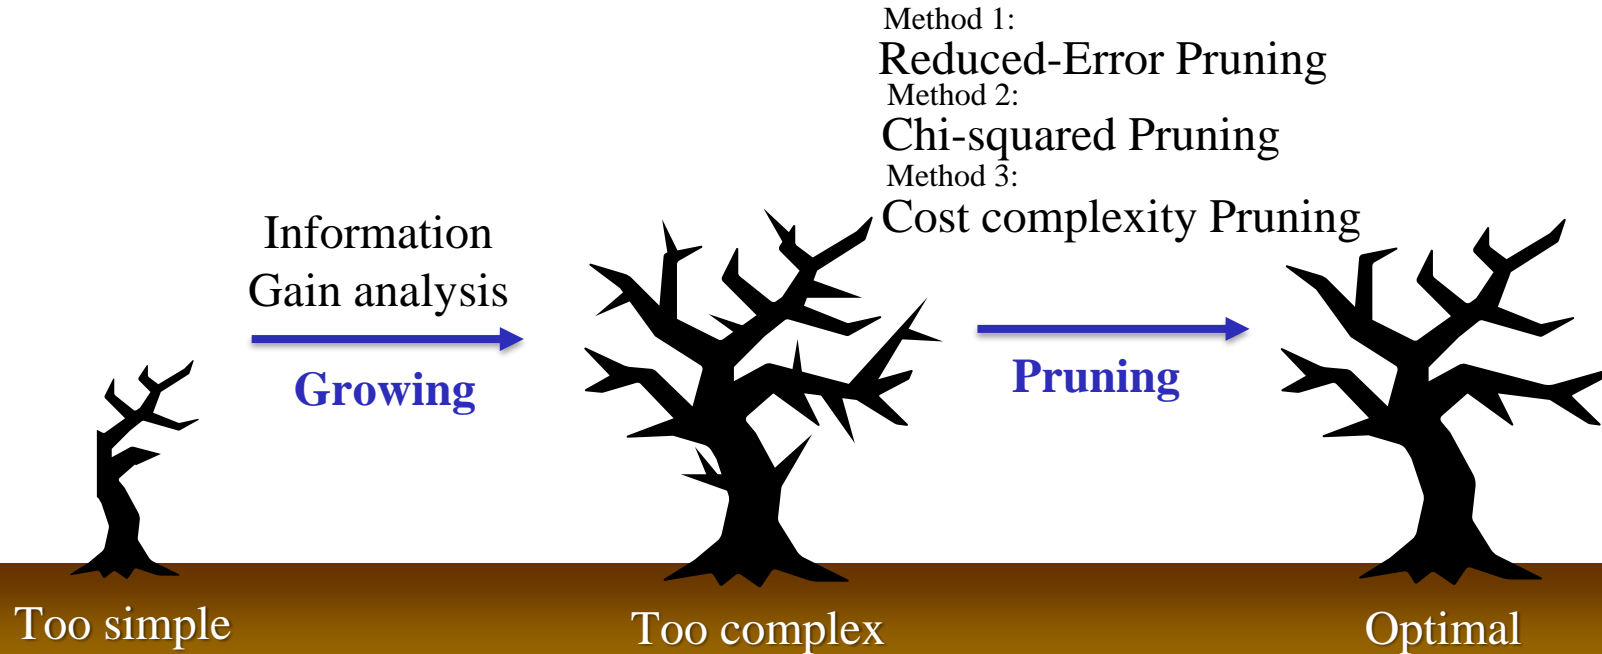 Method 1:
Reduced-Error Pruning
Method 2:
Chi-squared Pruning
Method 3:
Cost complexity Pruning
Information
Gain analysis
Growing
Pruning
Too simple
Too complex
Optimal